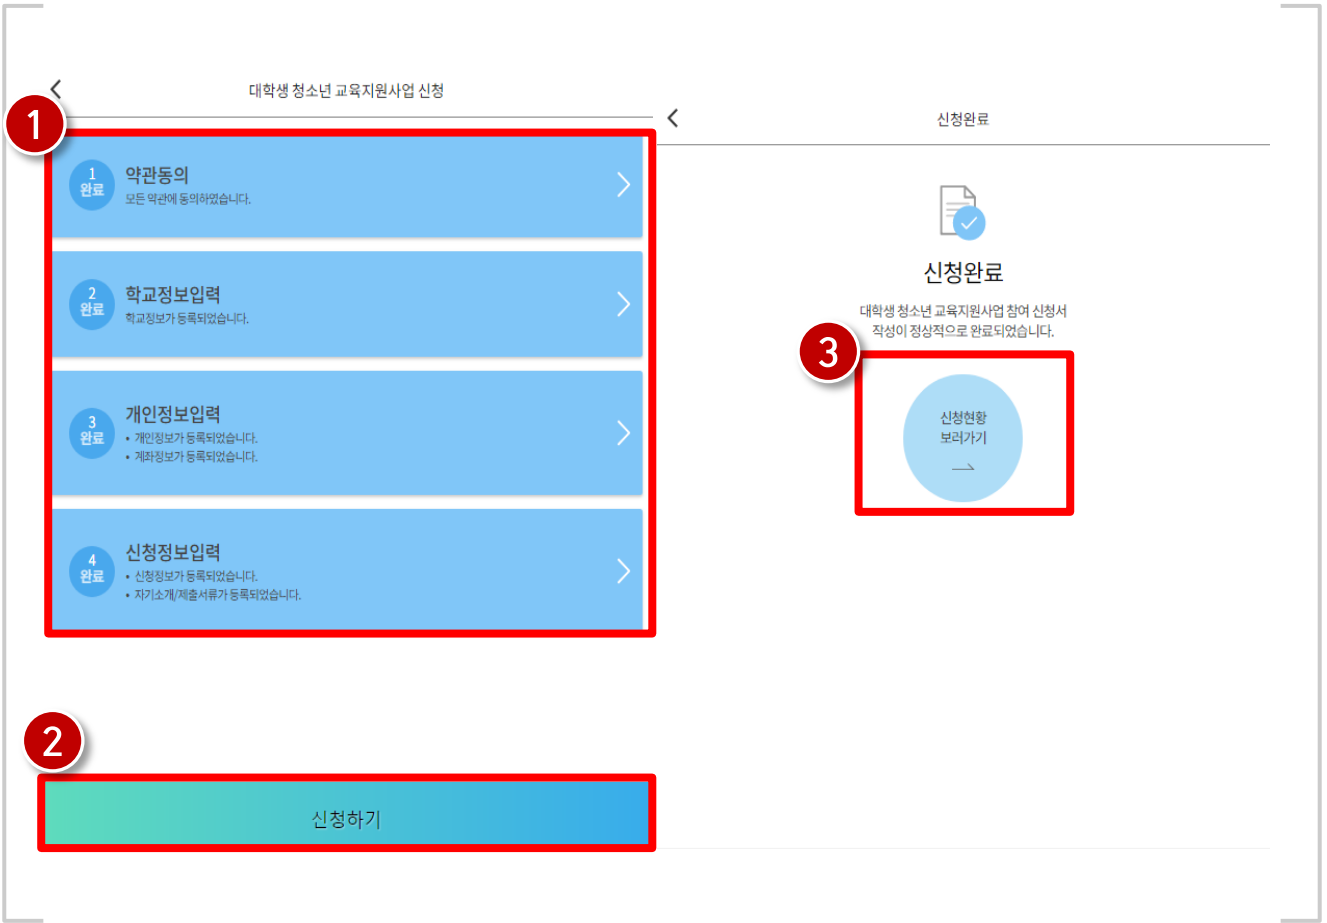 대학생 청소년 교육지원사업 신청
1
1
완료
약관동의
모든 약관에 동의하였습니다.
2
완료
학교정보입력
학교정보가 등록되었습니다.
3
완료
개인정보입력
• 개인정보가 등록되었습니다.
• 계좌정보가 등록되었습니다.
4
완료
신청정보입력
• 신청정보가 등록되었습니다.
• 자기소개/제출서류가 등록되었습니다.
2
신청하기
신청완료
신청완료
대학생 청소년 교육지원사업 참여 신청서
작성이 정상적으로 완료되었습니다.
3
신청현황
보러가기